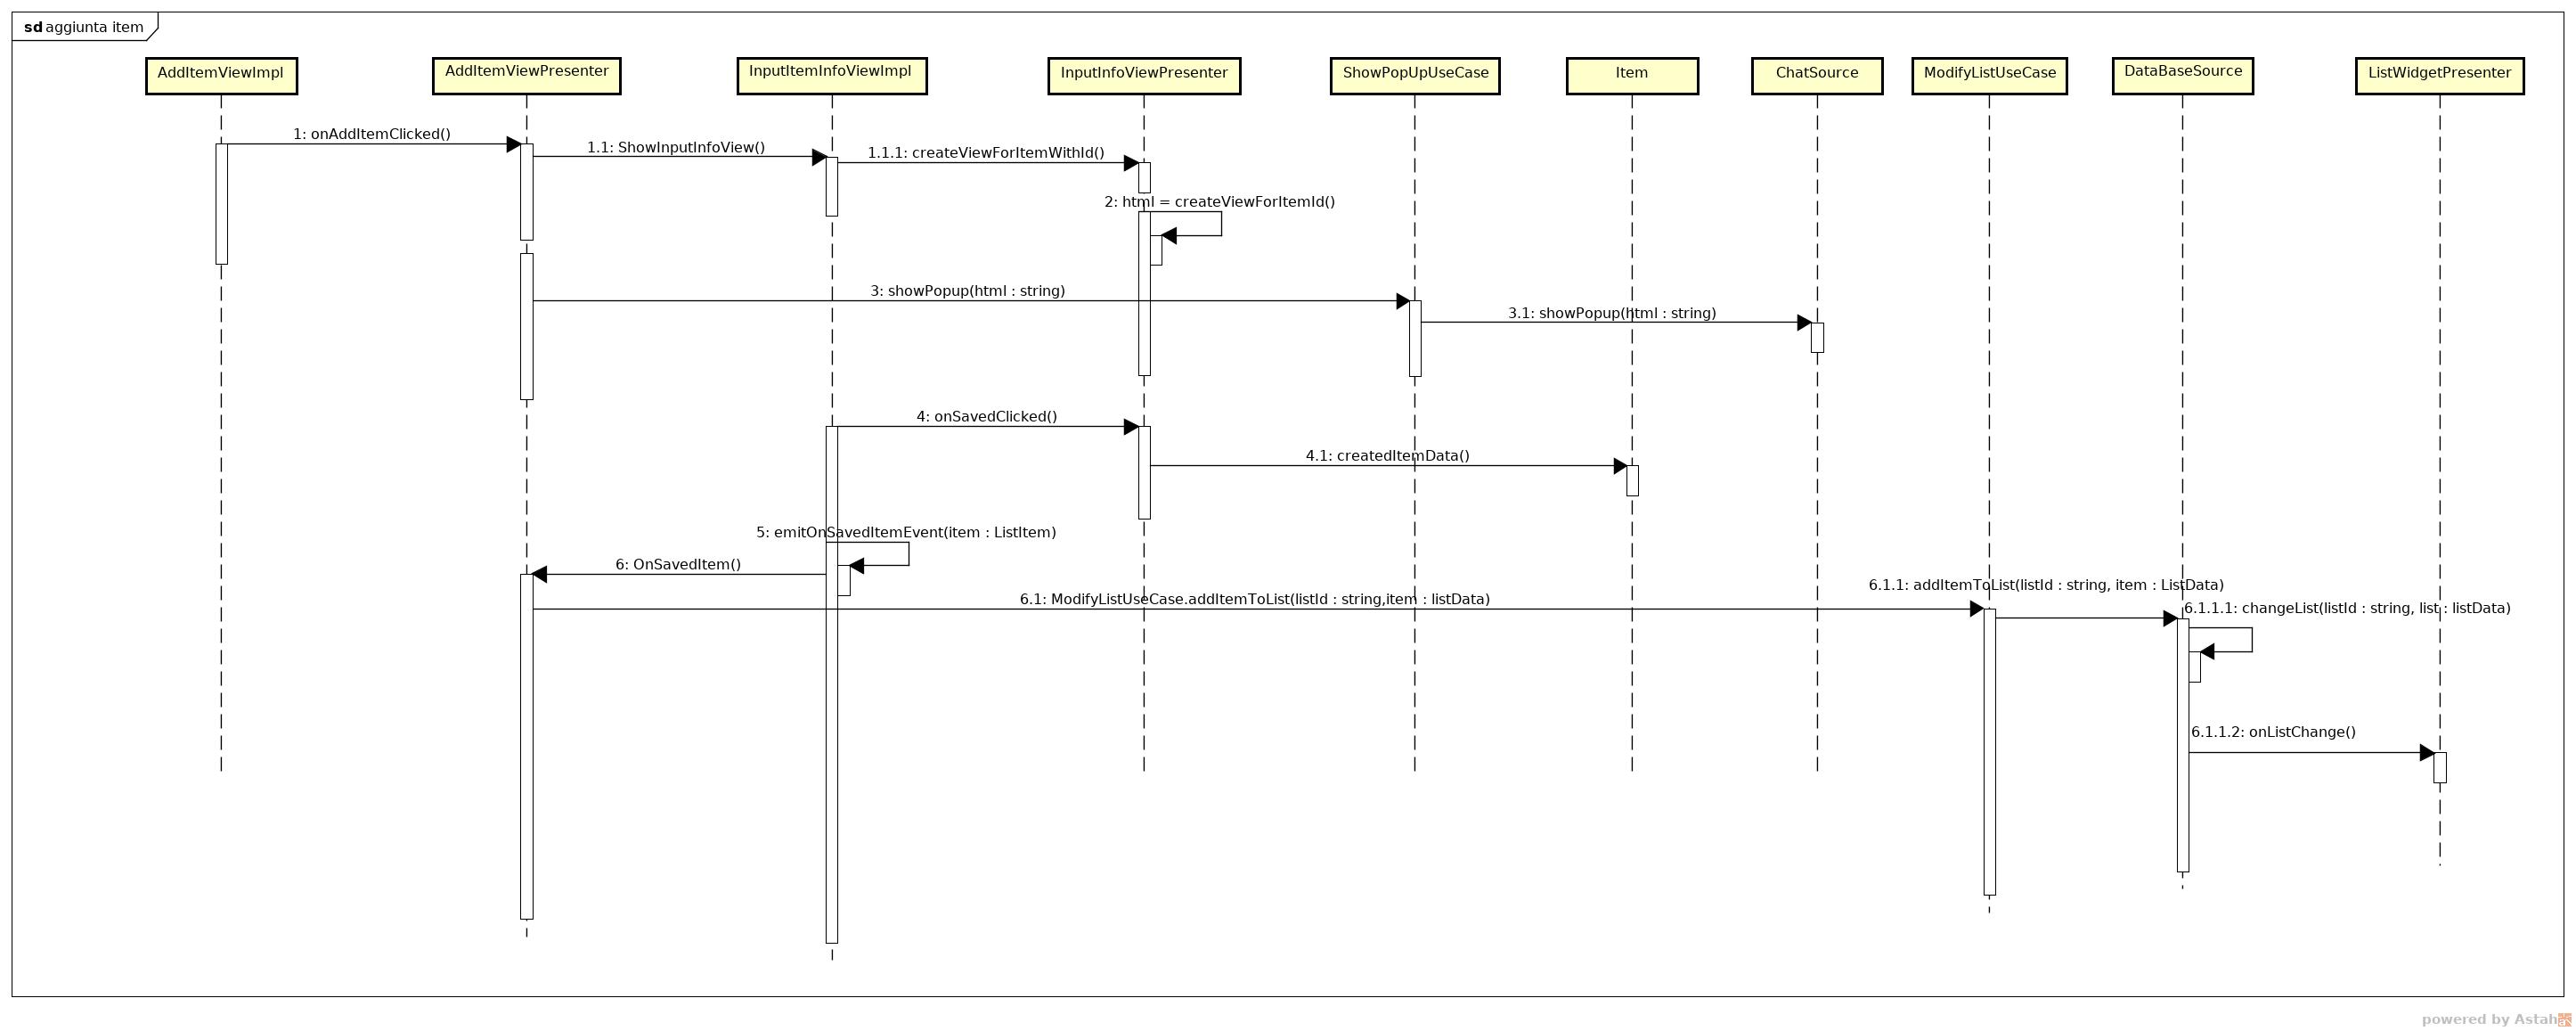 sd aggiunta item
AddItemViewImpl
AddItemViewPresenter
InputItemInfoViewImpl
InputInfoViewPresenter
ShowPopUpUseCase
Item
ChatSource
ModifyListUseCase
DataBaseSource
ListWidgetPresenter
1: onAddItemClicked()
1.1: ShowInputInfoView()
1.1.1: createViewForItemWithId()
2: html = createViewForItemId()
3: showPopup(html : string)
3.1: showPopup(html : string)
4: onSavedClicked()
4.1: createdItemData()
5: emitOnSavedItemEvent(item : ListItem)
6: OnSavedItem()
6.1: ModifyListUseCase.addItemToList(listId : string,item : listData)
6.1.1: addItemToList(listId : string, item : ListData)
6.1.1.1: changeList(listId : string, list : listData)
6.1.1.2: onListChange()
powered by Astah